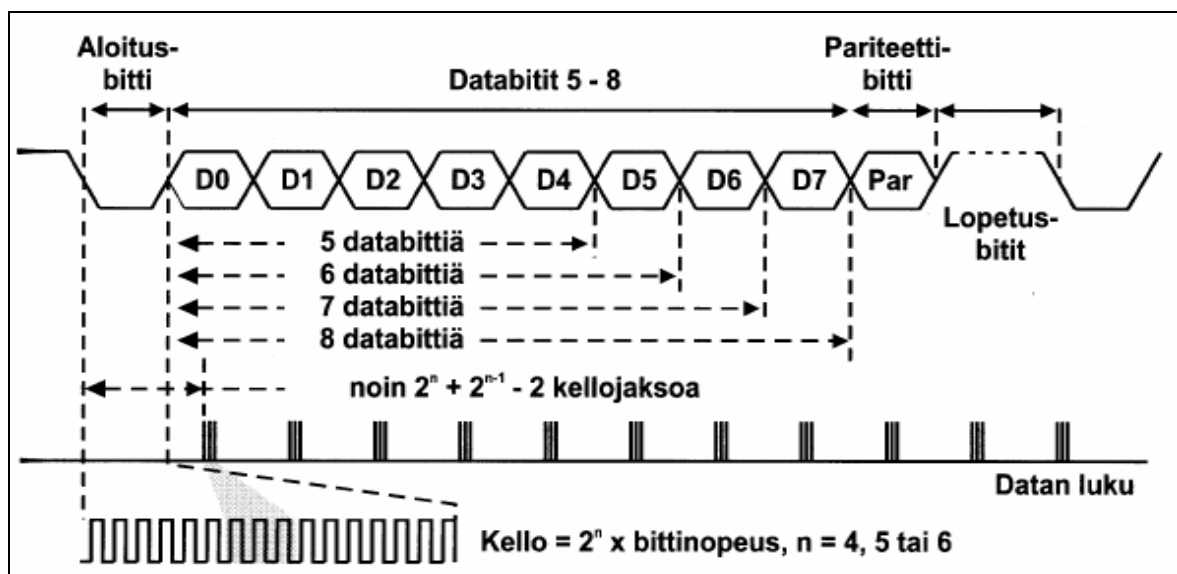 Aloitus-
bitti
Databitit 5 - 8
Pariteetti-
bitti
D0 D1 D2 D3 D4 D5 D6 D7 Par
Lopetus-
bitit
5 databittiä
6 databittiä
7 databittiä
8 databittiä
noin 2ⁿ + 2ⁿ⁻¹ - 2 kellojaksoa
Datan luku
Kello = 2ⁿ x bittinopeus, n = 4, 5 tai 6